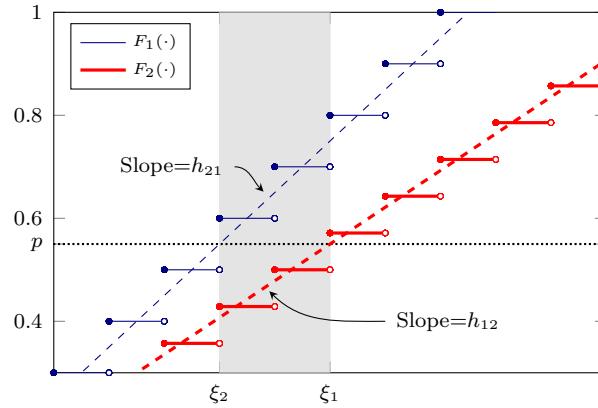 1
F₁(·)
F₂(·)
0.8
Slope=h₂₁
0.6
p
Slope=h₁₂
0.4
ξ₂ ξ₁